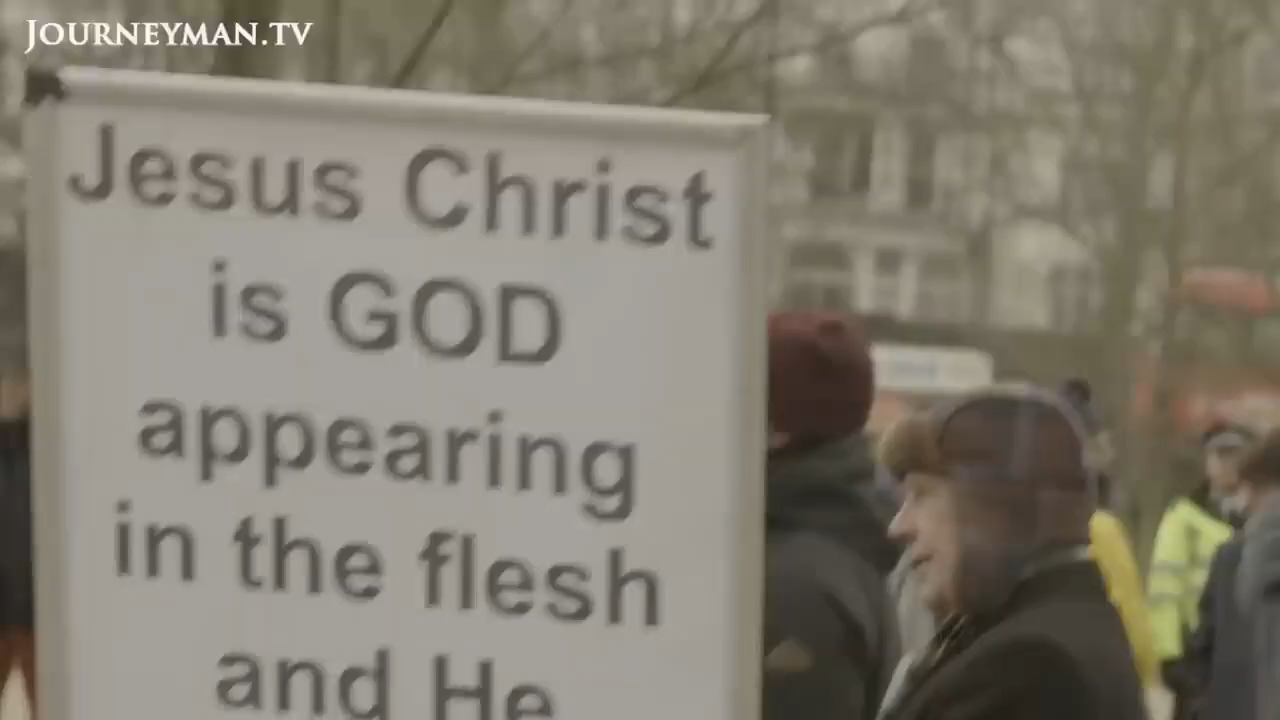 JOURNEYMAN.TV
Jesus Christ
is GOD
appearing
in the flesh
and He